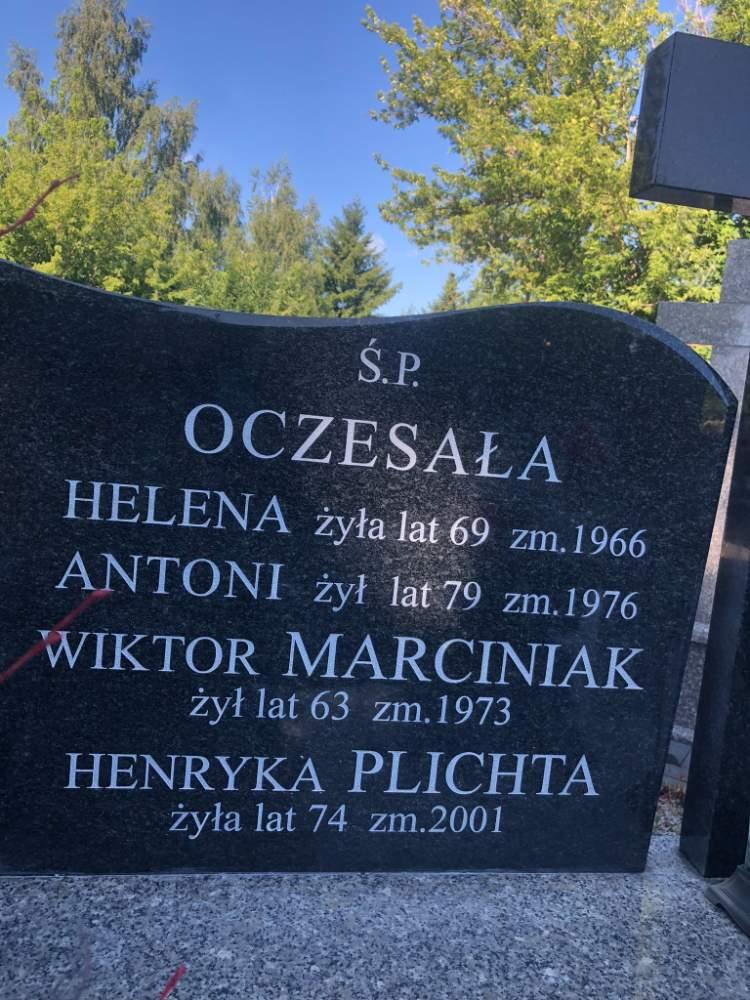 Ś.P.
OCZESAŁA
HELENA żyła lat 69 zm.1966
ANTONI żył lat 79 zm.1976
WIKTOR MARCINIAK
żył lat 63 zm.1973
HENRYKA PLICHTA
żyła lat 74 zm.2001